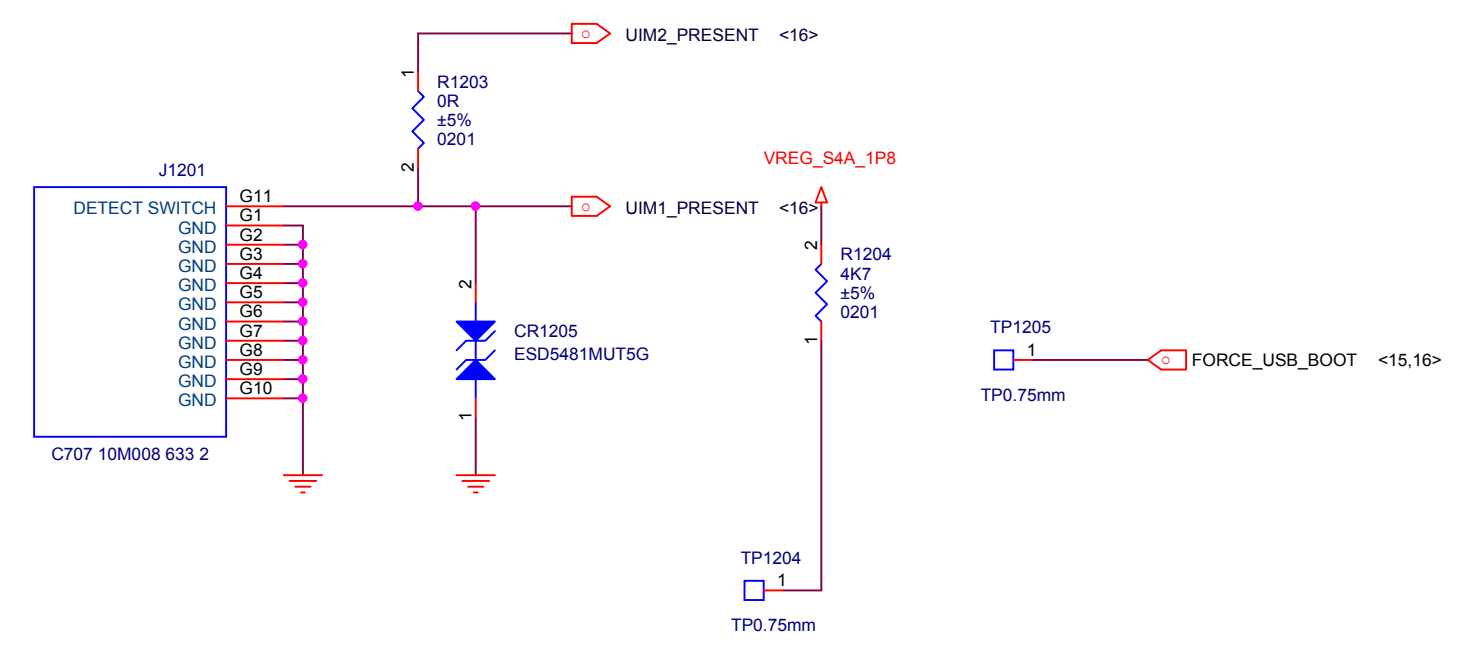 UIM2_PRESENT <16>
1
R1203
0R
±5%
0201
2
J1201
DETECT SWITCH G11
GND G1
GND G2
GND G3
GND G4
GND G5
GND G6
GND G7
GND G8
GND G9
GND G10
C707 10M008 633 2
UIM1_PRESENT <16>
2
CR1205
ESD5481MUT5G
1
VREG_S4A_1P8
2
R1204
4K7
±5%
0201
1
TP1204
1
TP0.75mm
TP1205
1
TP0.75mm
FORCE_USB_BOOT <15,16>